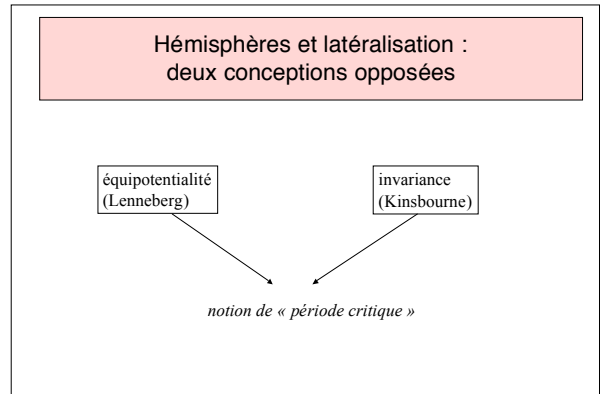 Hémisphères et latéralisation :
deux conceptions opposées
équipotentialité
(Lenneberg)
invariance
(Kinsbourne)
notion de « période critique »